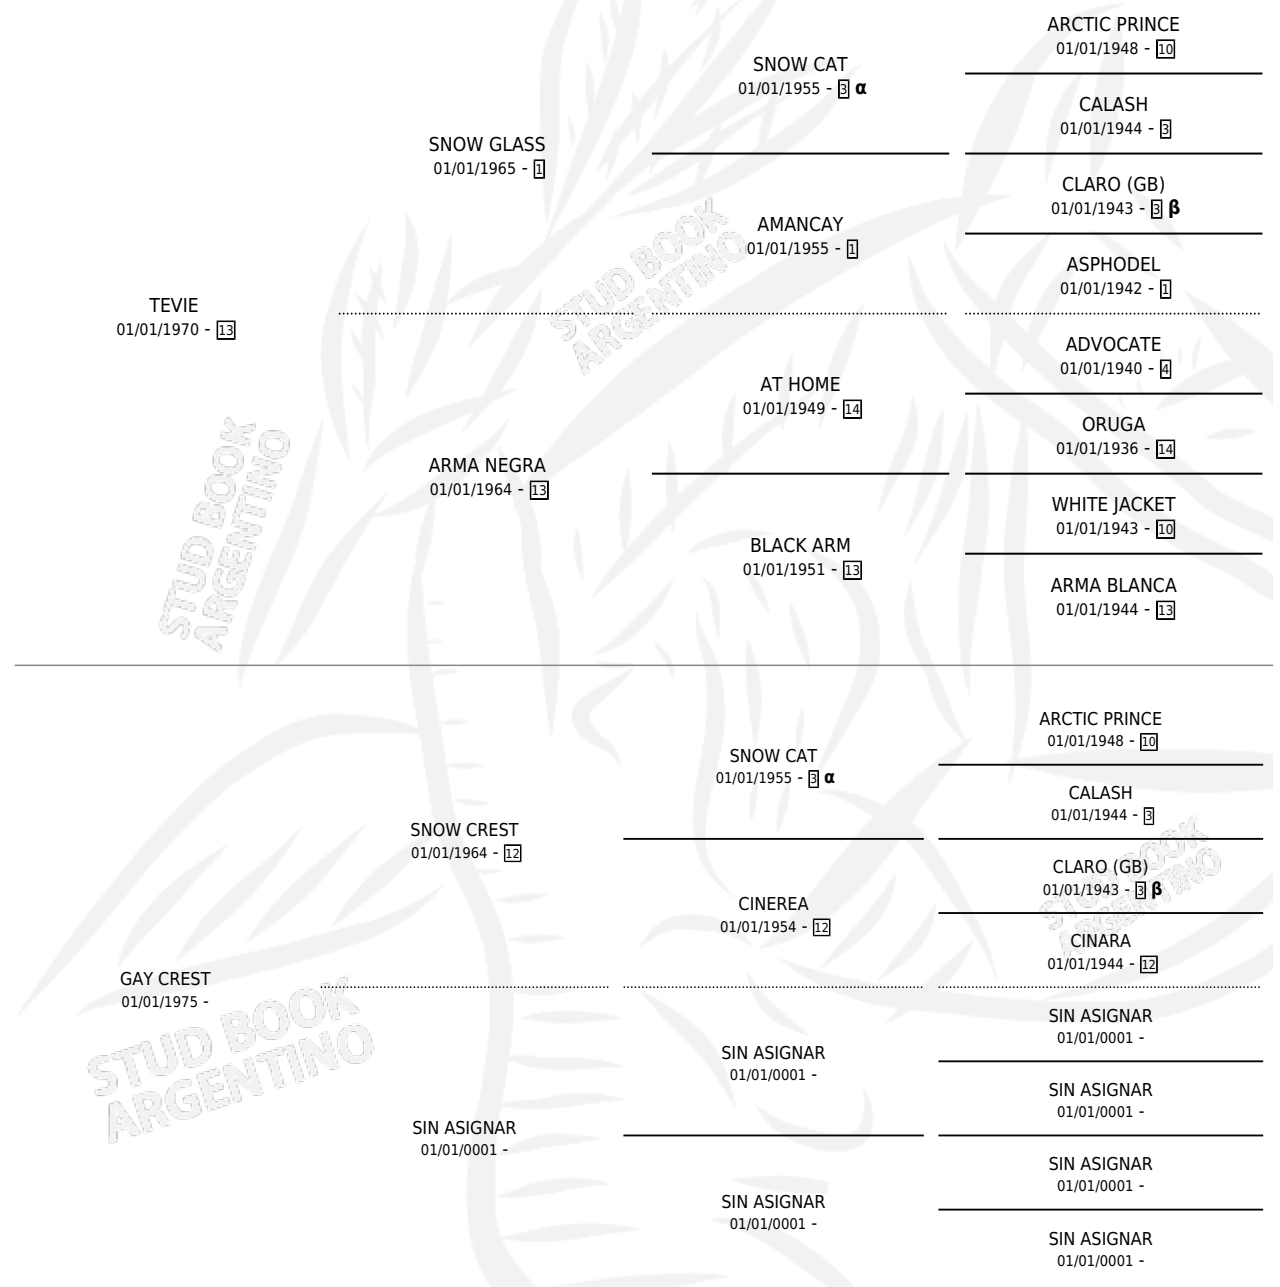 ARCTIC PRINCE
01/01/1948 - 10
SNOW CAT
01/01/1955 - 3 α
CALASH
01/01/1944 - 3
SNOW GLASS
01/01/1965 - 1
CLARO (GB)
01/01/1943 - 3 β
AMANCAY
01/01/1955 - 1
ASPHODEL
01/01/1942 - 1
TEVIE
01/01/1970 - 13
ADVOCATE
01/01/1940 - 4
AT HOME
01/01/1949 - 14
ORUGA
01/01/1936 - 14
ARMA NEGRA
01/01/1964 - 13
WHITE JACKET
01/01/1943 - 10
BLACK ARM
01/01/1951 - 13
ARMA BLANCA
01/01/1944 - 13
STUD BOOK
ARGENTINO
STUD BOOK
ARGENTINO
ARCTIC PRINCE
01/01/1948 - 10
SNOW CAT
01/01/1955 - 3 α
CALASH
01/01/1944 - 3
SNOW CREST
01/01/1964 - 12
CLARO (GB)
01/01/1943 - 3 β
CINEREA
01/01/1954 - 12
CINARA
01/01/1944 - 12
GAY CREST
01/01/1975 -
SIN ASIGNAR
01/01/0001 -
SIN ASIGNAR
01/01/0001 -
SIN ASIGNAR
01/01/0001 -
SIN ASIGNAR
01/01/0001 -
SIN ASIGNAR
01/01/0001 -
SIN ASIGNAR
01/01/0001 -
SIN ASIGNAR
01/01/0001 -
STUD BOOK
ARGENTINO
STUD BOOK
ARGENTINO